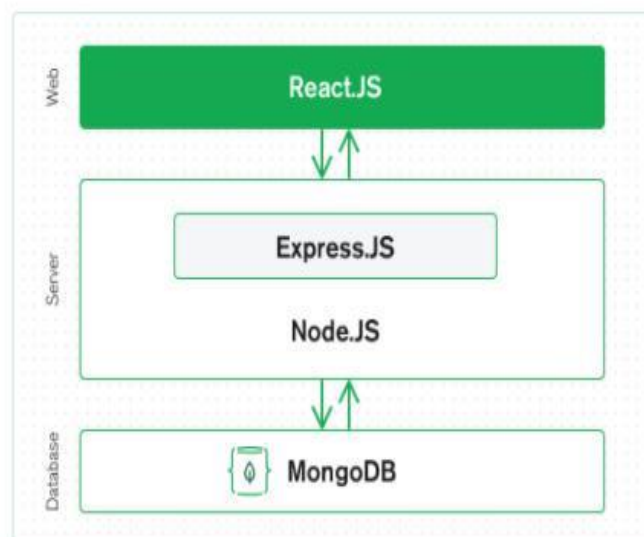 Web
React.JS
Server
Express.JS
Node.JS
Database
MongoDB